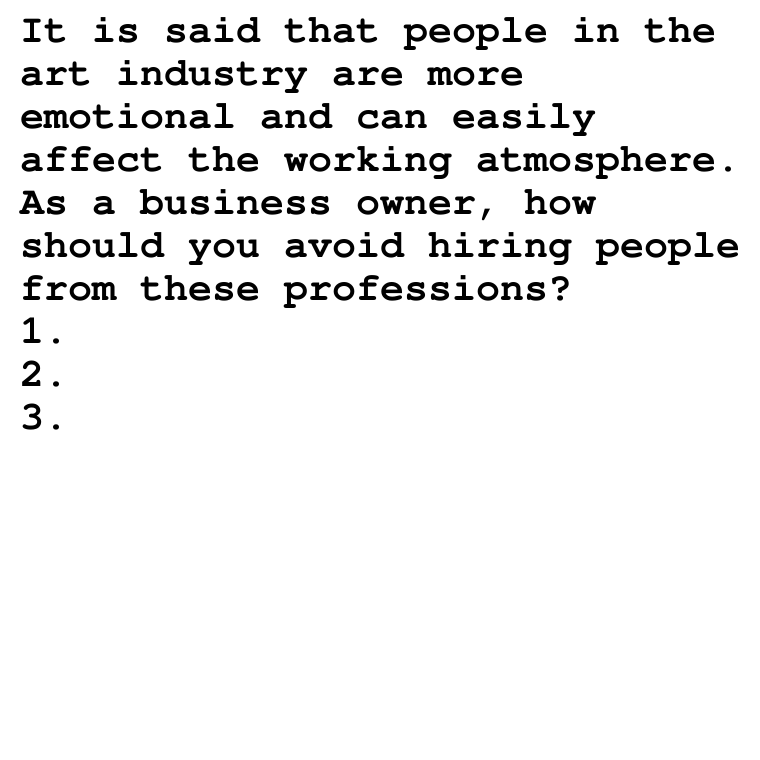 It is said that people in the
art industry are more
emotional and can easily
affect the working atmosphere.
As a business owner, how
should you avoid hiring people
from these professions?
1.
2.
3.